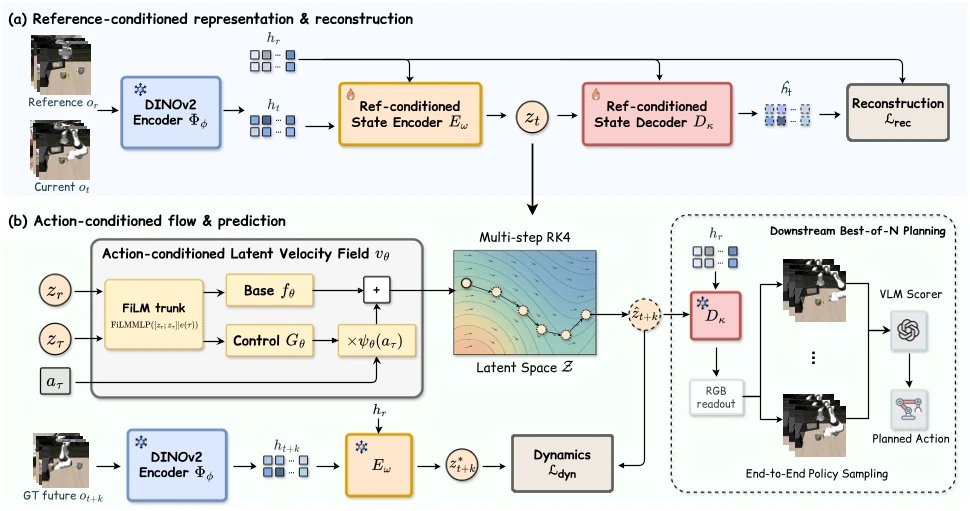 (a) Reference-conditioned representation & reconstruction
Reference o_r
Current o_t
DINOv2
Encoder Φ_ϕ
h_r
h_t
Ref-conditioned
State Encoder E_ω
z_t
Ref-conditioned
State Decoder D_κ
ĥ_t
Reconstruction
ℒ_rec
(b) Action-conditioned flow & prediction
Action-conditioned Latent Velocity Field v_θ
z_r
z_τ
a_τ
FiLM trunk
FiLMMLP([z_r; z_τ]|e(τ))
Base f_θ
Control G_θ
+
×ψ_θ(a_τ)
Multi-step RK4
Latent Space 𝒵
ẑ_{t+k}
Downstream Best-of-N Planning
h_r
D_κ
RGB
readout
VLM Scorer
Planned Action
End-to-End Policy Sampling
GT future o_{t+k}
DINOv2
Encoder Φ_ϕ
h_{t+k}
h_r
E_ω
z*_{t+k}
Dynamics
ℒ_dyn